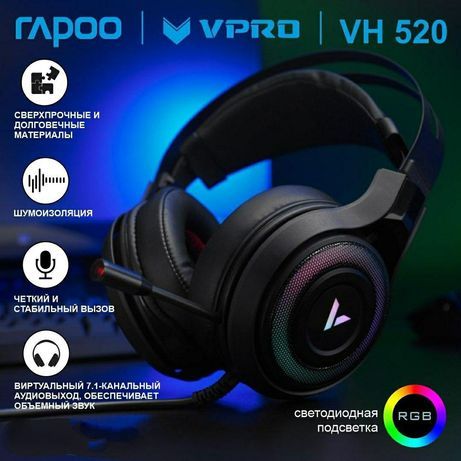 rapoo | VPRO | VH 520
СВЕРХПРОЧНЫЕ И
ДОЛГОВЕЧНЫЕ
МАТЕРИАЛЫ
ШУМОИЗОЛЯЦИЯ
ЧЕТКИЙ И
СТАБИЛЬНЫЙ ВЫЗОВ
ВИРТУАЛЬНЫЙ 7.1-КАНАЛЬНЫЙ
АУДИОВЫХОД, ОБЕСПЕЧИВАЕТ
ОБЪЕМНЫЙ ЗВУК
светодиодная
подсветка
RGB